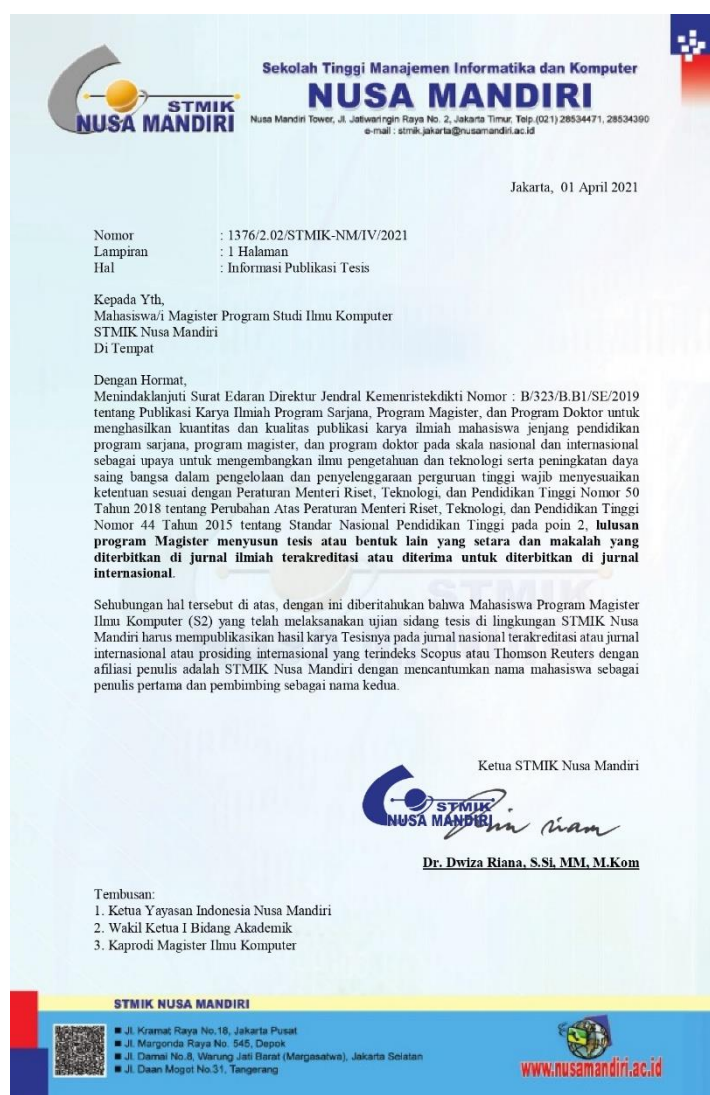 Sekolah Tinggi Manajemen Informatika dan Komputer
NUSA MANDIRI
STMIK
NUSA MANDIRI
Nusa Mandiri Tower, Jl. Jatiwaringin Raya No. 2, Jakarta Timur, Telp.(021) 28534471, 28534390
e-mail : stmik.jakarta@nusamandiri.ac.id
Jakarta, 01 April 2021
Nomor : 1376/2.02/STMIK-NM/IV/2021
Lampiran : 1 Halaman
Hal : Informasi Publikasi Tesis
Kepada Yth,
Mahasiswa/i Magister Program Studi Ilmu Komputer
STMIK Nusa Mandiri
Di Tempat
Dengan Hormat,
Menindaklanjuti Surat Edaran Direktur Jendral Kemenristekdikti Nomor : B/323/B.B1/SE/2019
tentang Publikasi Karya Ilmiah Program Sarjana, Program Magister, dan Program Doktor untuk
menghasilkan kuantitas dan kualitas publikasi karya ilmiah mahasiswa jenjang pendidikan
program sarjana, program magister, dan program doktor pada skala nasional dan internasional
sebagai upaya untuk mengembangkan ilmu pengetahuan dan teknologi serta peningkatan daya
saing bangsa dalam pengelolaan dan penyelenggaraan perguruan tinggi wajib menyesuaikan
ketentuan sesuai dengan Peraturan Menteri Riset, Teknologi, dan Pendidikan Tinggi Nomor 50
Tahun 2018 tentang Perubahan Atas Peraturan Menteri Riset, Teknologi, dan Pendidikan Tinggi
Nomor 44 Tahun 2015 tentang Standar Nasional Pendidikan Tinggi pada poin 2, lulusan
program Magister menyusun tesis atau bentuk lain yang setara dan makalah yang
diterbitkan di jurnal ilmiah terakreditasi atau diterima untuk diterbitkan di jurnal
internasional.
Sehubungan hal tersebut di atas, dengan ini diberitahukan bahwa Mahasiswa Program Magister
Ilmu Komputer (S2) yang telah melaksanakan ujian sidang tesis di lingkungan STMIK Nusa
Mandiri harus mempublikasikan hasil karya Tesisnya pada jurnal nasional terakreditasi atau jurnal
internasional atau prosiding internasional yang terindeks Scopus atau Thomson Reuters dengan
afiliasi penulis adalah STMIK Nusa Mandiri dengan mencantumkan nama mahasiswa sebagai
penulis pertama dan pembimbing sebagai nama kedua.
Ketua STMIK Nusa Mandiri
STMIK
NUSA MANDIRI
Dr. Dwiza Riana, S.Si, MM, M.Kom
Tembusan:
1. Ketua Yayasan Indonesia Nusa Mandiri
2. Wakil Ketua I Bidang Akademik
3. Kaprodi Magister Ilmu Komputer
STMIK NUSA MANDIRI
Jl. Kramat Raya No.18, Jakarta Pusat
Jl. Margonda Raya No. 545, Depok
Jl. Damai No.8, Warung Jati Barat (Margasatwa), Jakarta Selatan
Jl. Daan Mogot No.31, Tangerang
www.nusamandiri.ac.id